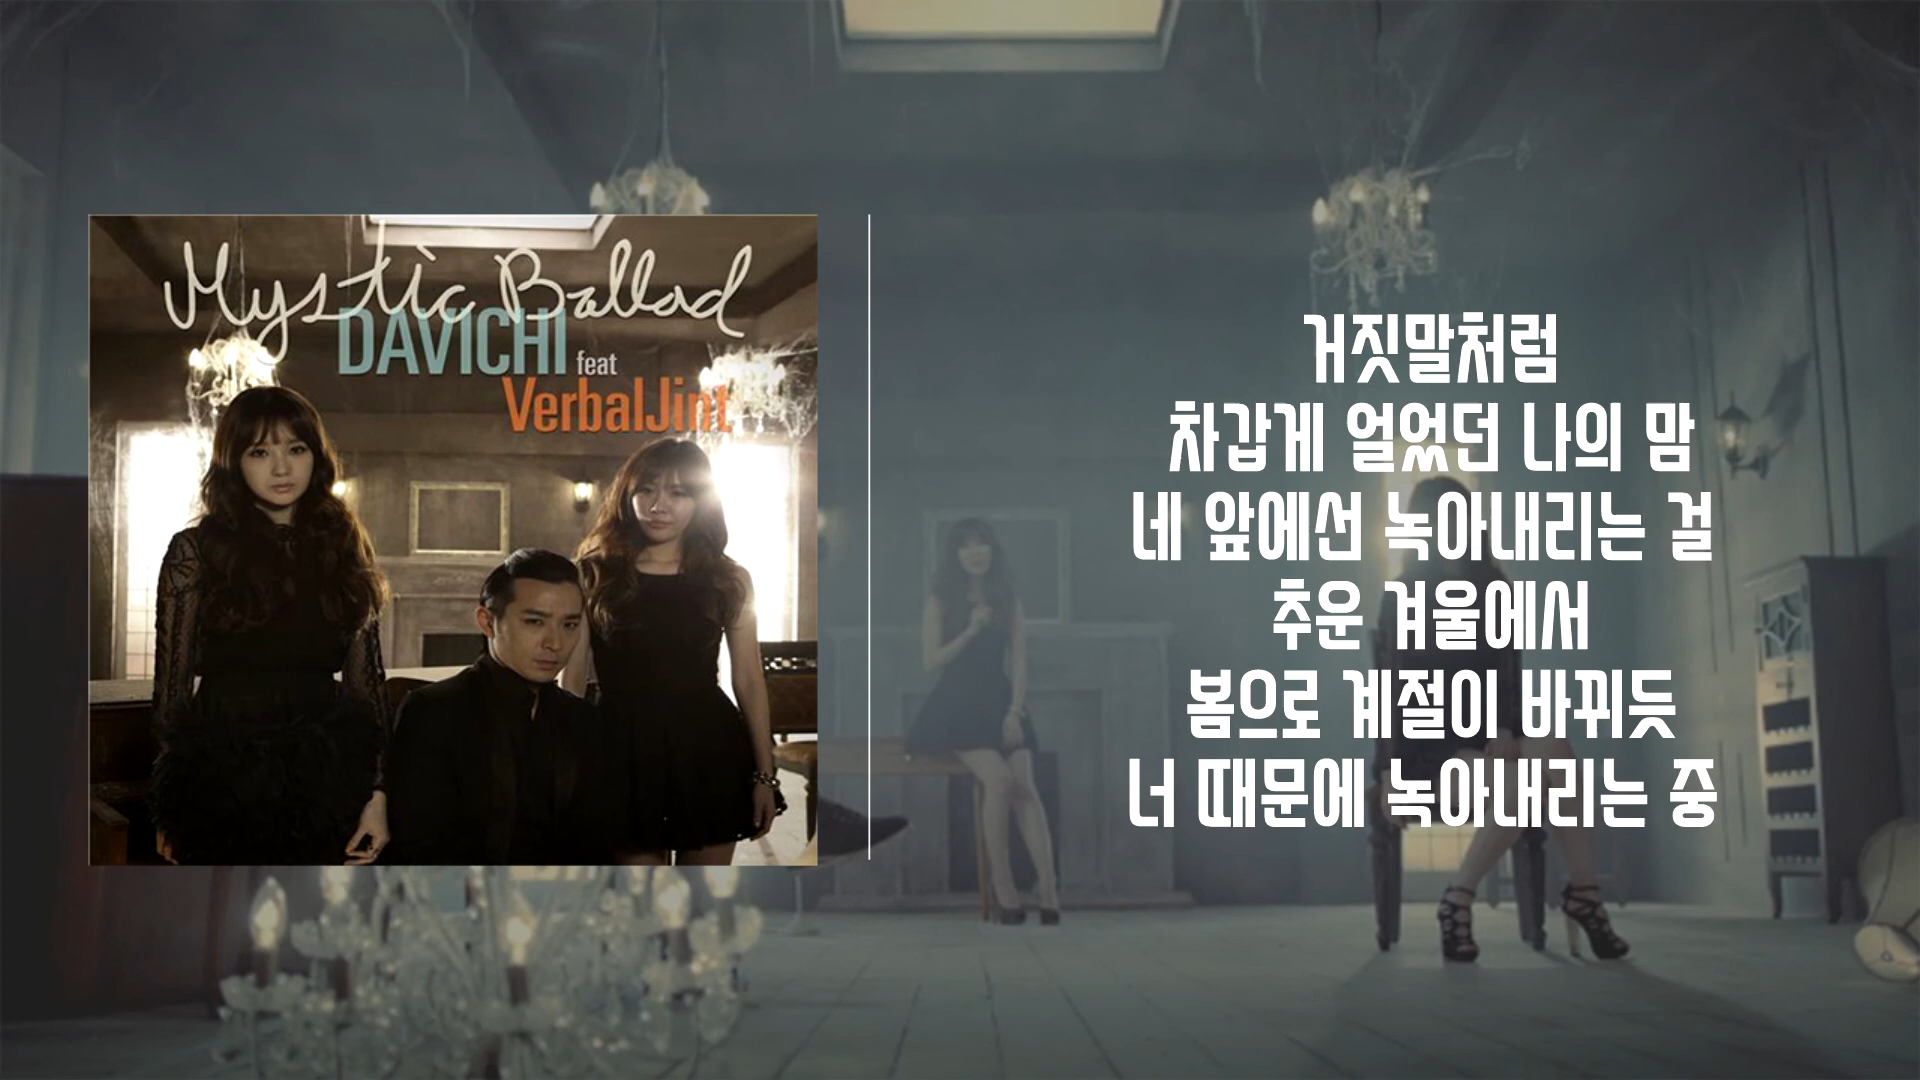 Mystic Ballad
DAVICHI feat
VerbalJint
거짓말처럼
차갑게 얼었던 나의 맘
네 앞에선 녹아내리는 걸
추운 겨울에서
봄으로 계절이 바뀌듯
너 때문에 녹아내리는 중